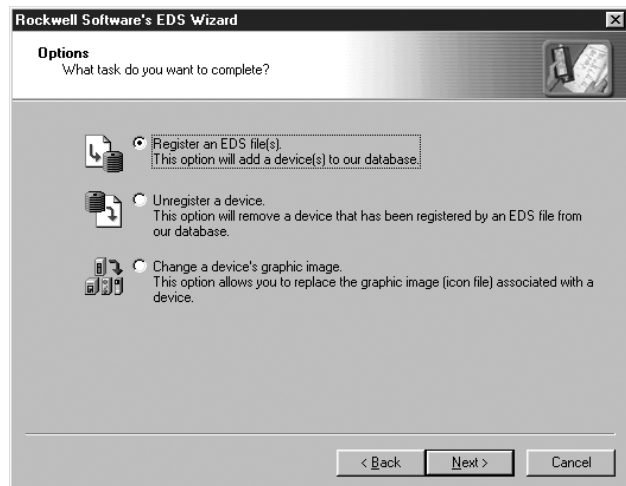 Rockwell Software's EDS Wizard
Options
What task do you want to complete?
Register an EDS file(s).
This option will add a device(s) to our database.
Unregister a device.
This option will remove a device that has been registered by an EDS file from
our database.
Change a device's graphic image.
This option allows you to replace the graphic image (icon file) associated with a
device.
< Back Next > Cancel